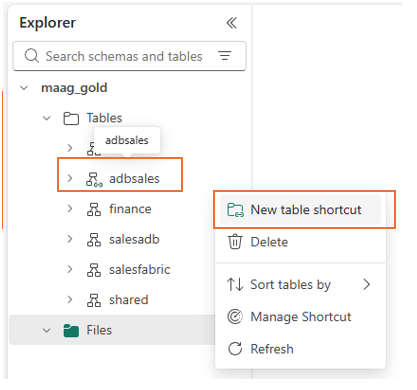 Explorer
Search schemas and tables
maag_gold
Tables
adbsales
adbsales
finance
salesadb
salesfabric
shared
Files
New table shortcut
Delete
Sort tables by
Manage Shortcut
Refresh